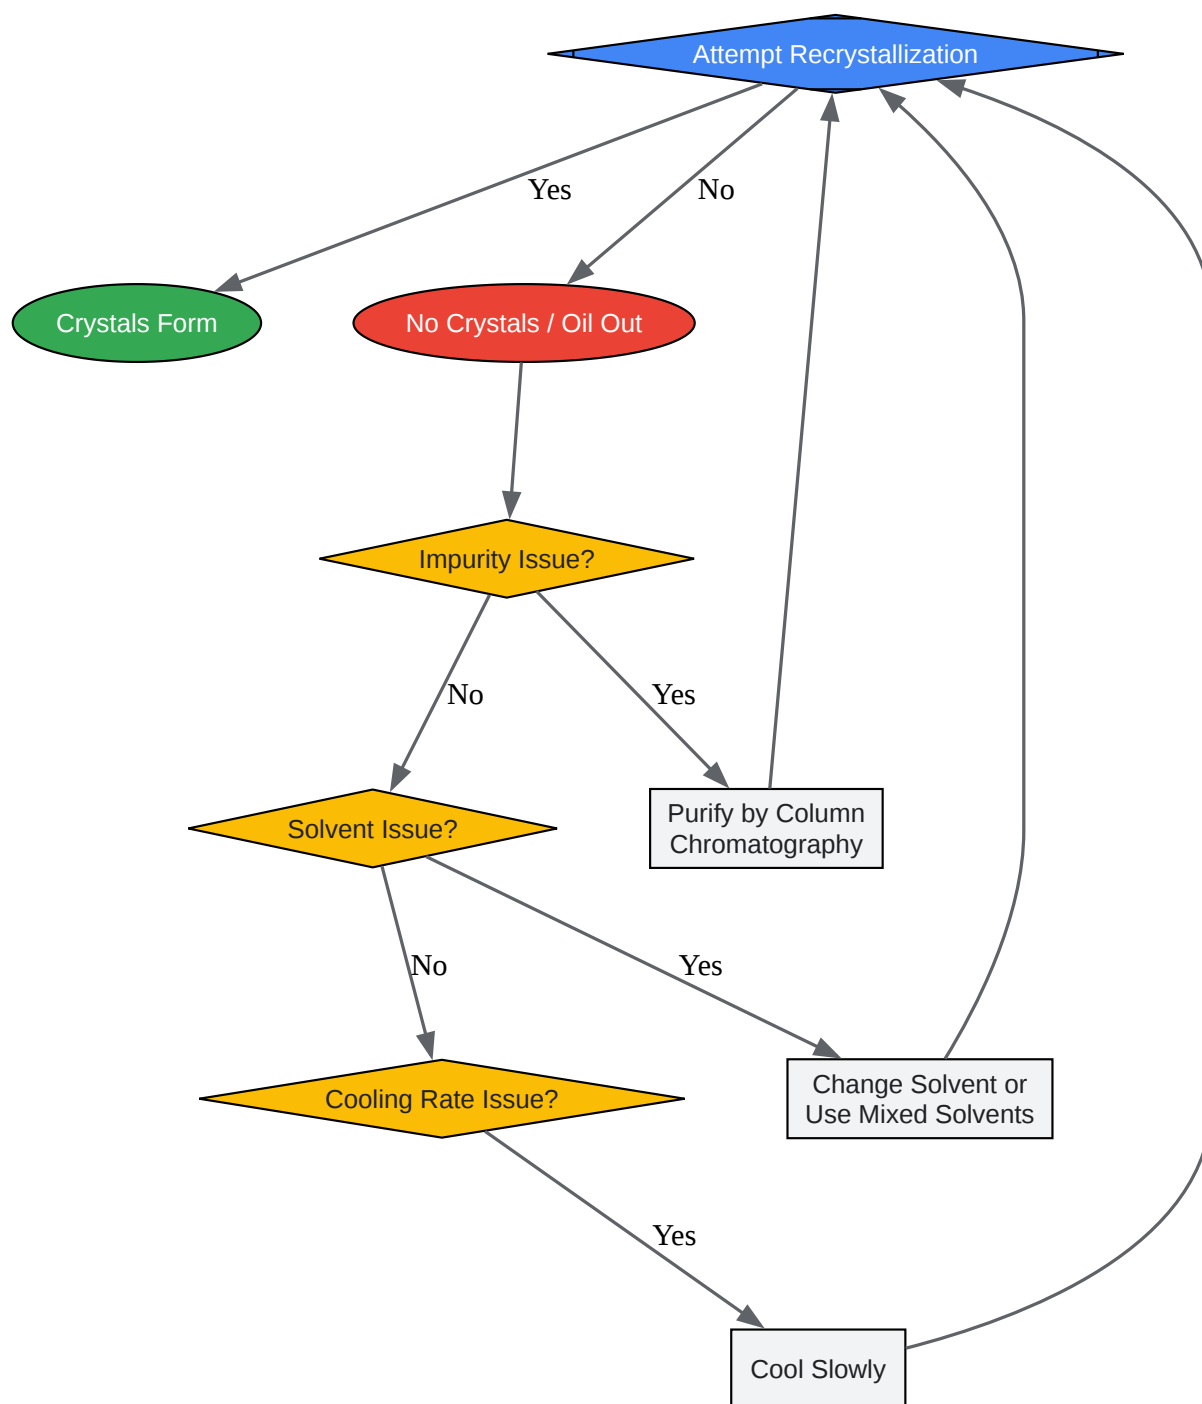 Attempt Recrystallization
Yes
No
Crystals Form
No Crystals / Oil Out
Impurity Issue?
No
Yes
Solvent Issue?
Purify by Column
Chromatography
No
Yes
Cooling Rate Issue?
Change Solvent or
Use Mixed Solvents
Yes
Cool Slowly